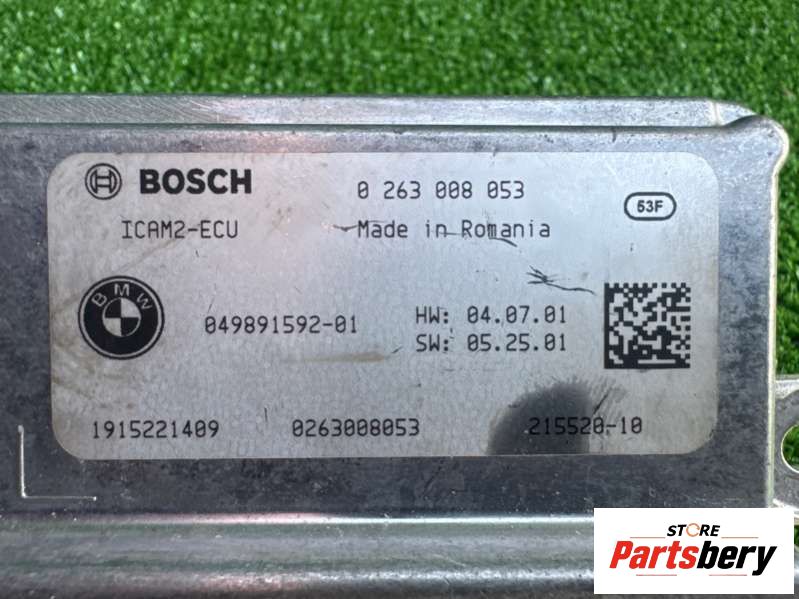 BOSCH 0 263 008 053
53F
ICAM2-ECU Made in Romania
BMW
049891592-01 HW: 04.07.01
SW: 05.25.01
1915221409 0263008053 215520-10
STORE
Partsbery